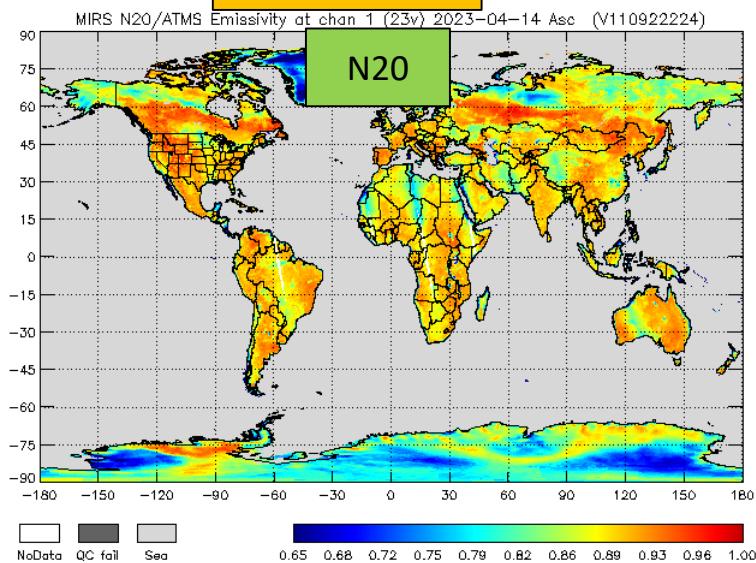 MIRS N20/ATMS Emissivity at chan 1 (23v) 2023-04-14 Asc (V110922224)
N20
90
75
60
45
30
15
0
-15
-30
-45
-60
-75
-90
-180 -150 -120 -90 -60 -30 0 30 60 90 120 150 180
NoData QC fail Sea
0.65 0.68 0.72 0.75 0.79 0.82 0.86 0.89 0.93 0.96 1.00